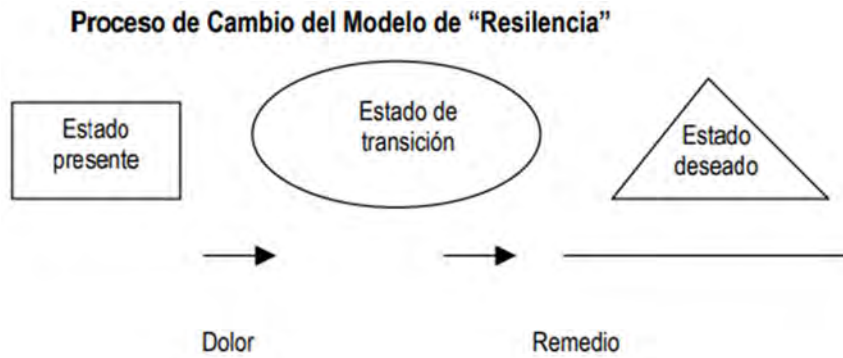 Proceso de Cambio del Modelo de “Resilencia”
Estado
presente
Estado de
transición
Estado
deseado
Dolor
Remedio